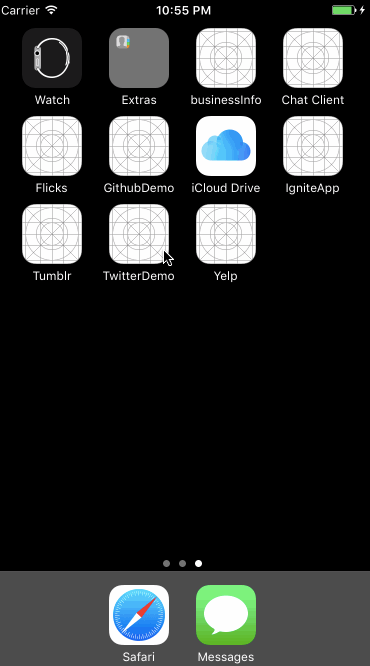 Carrier 10:55 PM
Watch Extras businessInfo Chat Client
Flicks GithubDemo iCloud Drive IgniteApp
Tumblr TwitterDemo Yelp
Safari Messages